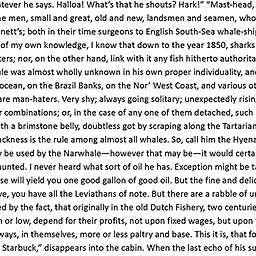 tever he says. Halloa! What's that he shouts? Hark!" "Mast-head,
ne men, small and great, old and new, landsmen and seamen, who
nett's; both in their time surgeons to English South-Sea whale-ship
of my own knowledge, I know that down to the year 1850, sharks
ers; nor, on the other hand, link with it any fish hitherto authorita
le was almost wholly unknown in his own proper individuality, an
ocean, on the Brazil Banks, on the Nor' West Coast, and various ot
are man-haters. Very shy; always going solitary; unexpectedly risin
r combinations; or, in the case of any one of them detached, such
th a brimstone belly, doubtless got by scraping along the Tartarian
ckness is the rule among almost all whales. So, call him the Hyena
y be used by the Narwhale—however that may be—it would certa
unted. I never heard what sort of oil he has. Exception might be ta
se will yield you one good gallon of good oil. But the fine and delic
ve, you have all the Leviathans of note. But there are a rabble of u
ed by the fact, that originally in the old Dutch Fishery, two centurie
n or low, depend for their profits, not upon fixed wages, but upon
ways, in themselves, more or less paltry and base. This it is, that fo
Starbuck," disappears into the cabin. When the last echo of his su